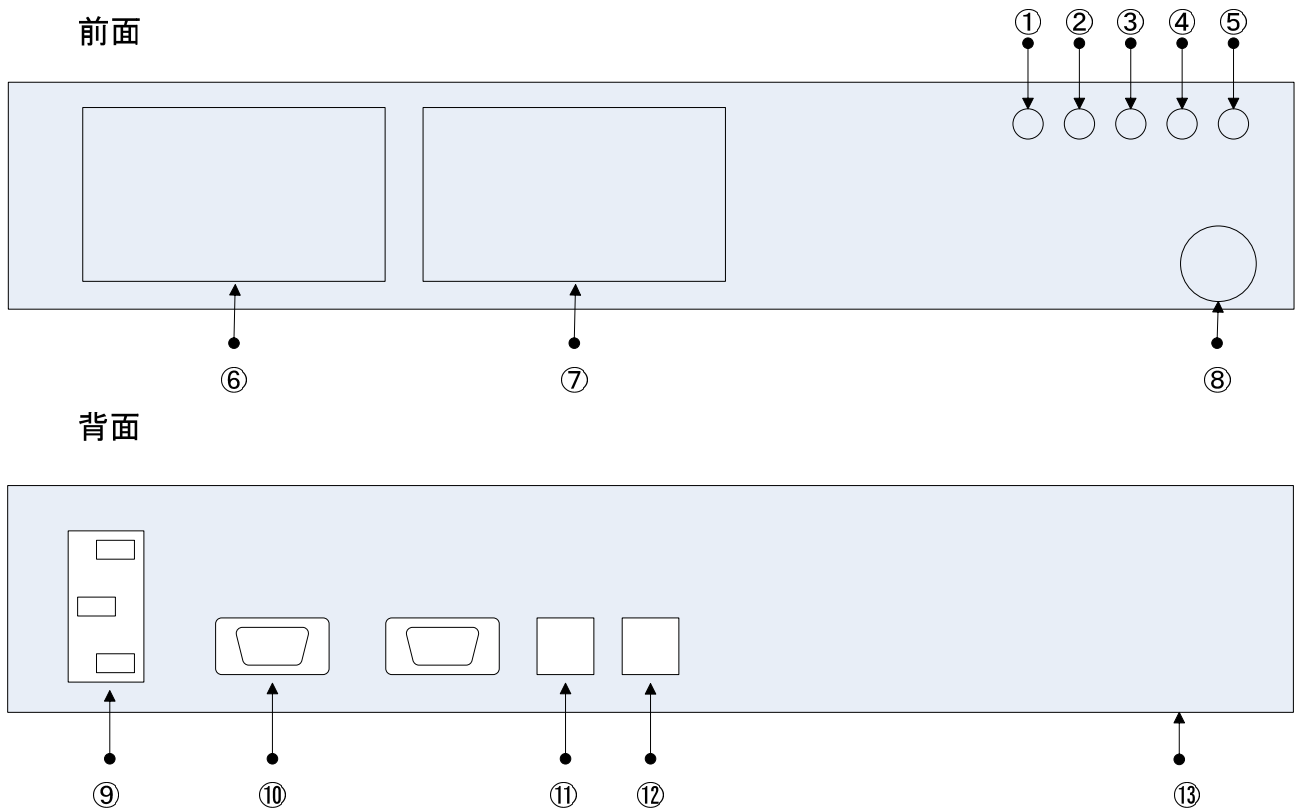 前面
① ② ③ ④ ⑤
⑥ ⑦ ⑧
背面
⑨ ⑩ ⑪ ⑫ ⑬